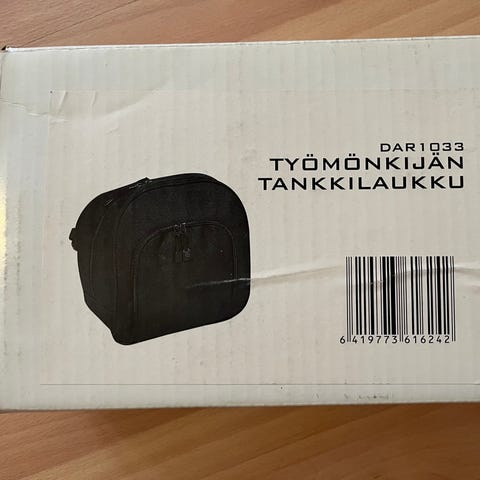 DAR1033
TYÖMÖNKIJÄN
TANKKILAUKKU
6 419773 616242